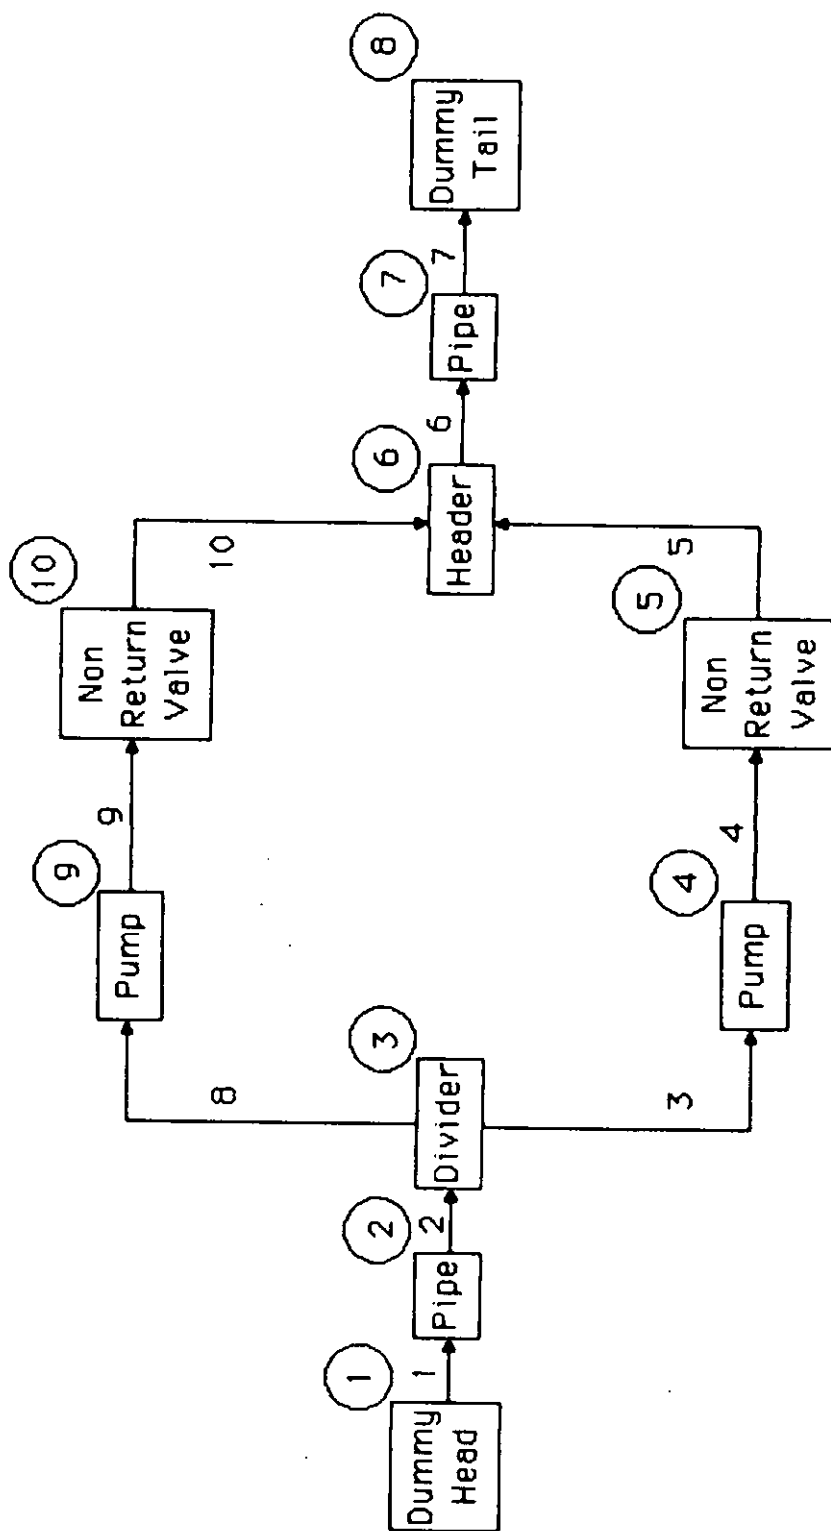 10
9
9
Non
Return
Valve
Pump
8
10
1
2
3
6
7
8
Dummy
Head
1
Pipe
2
Divider
Header
6
Pipe
7
Dummy
Tail
5
4
3
5
Pump
4
Non
Return
Valve